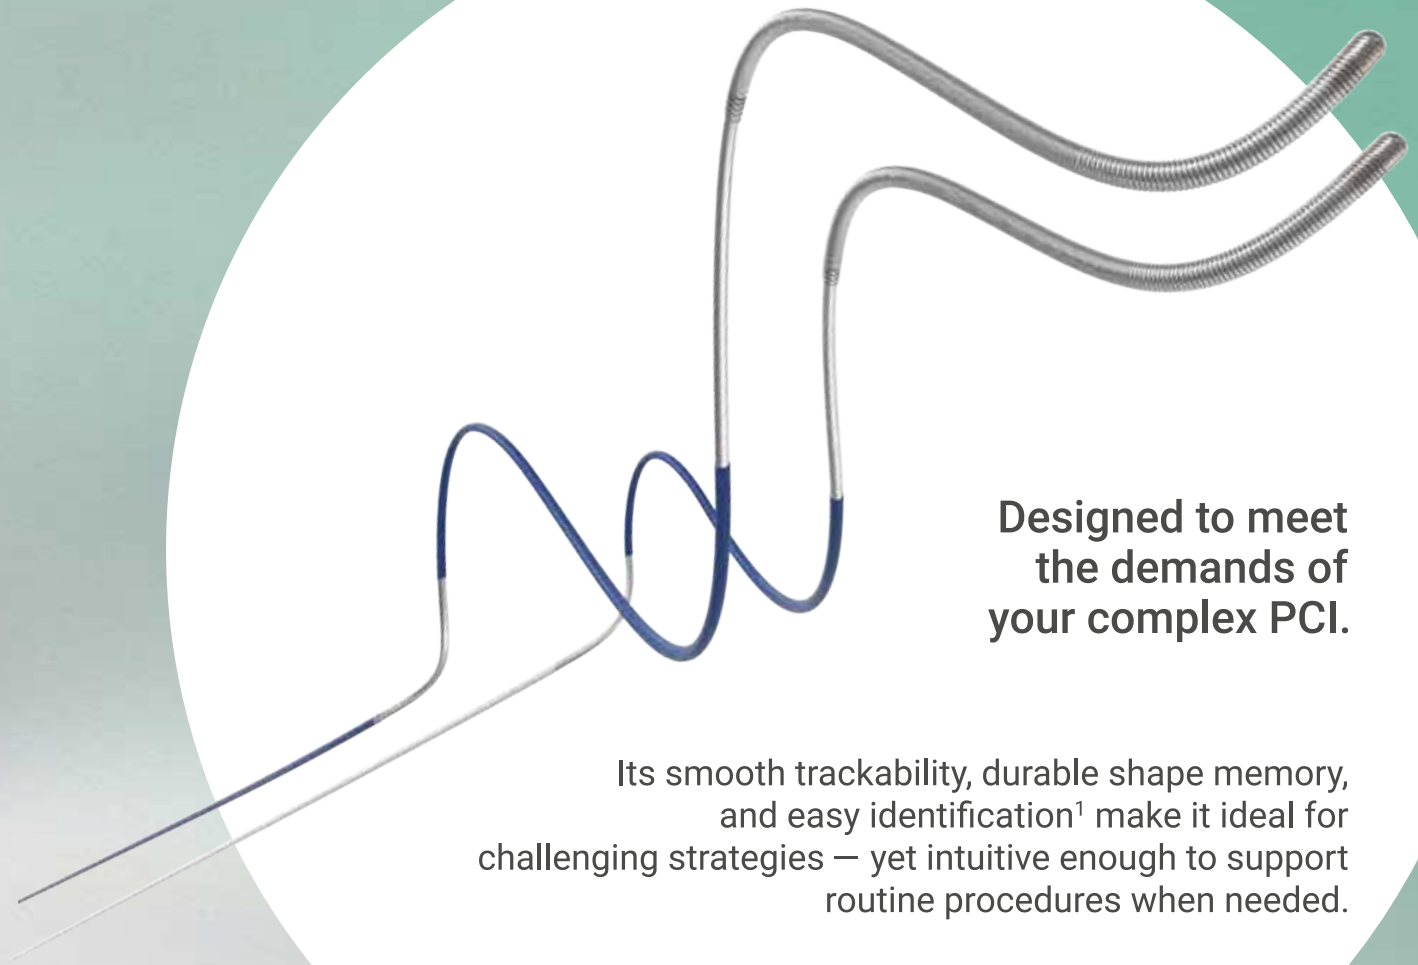 Designed to meet
the demands of
your complex PCI.
Its smooth trackability, durable shape memory,
and easy identification¹ make it ideal for
challenging strategies — yet intuitive enough to support
routine procedures when needed.